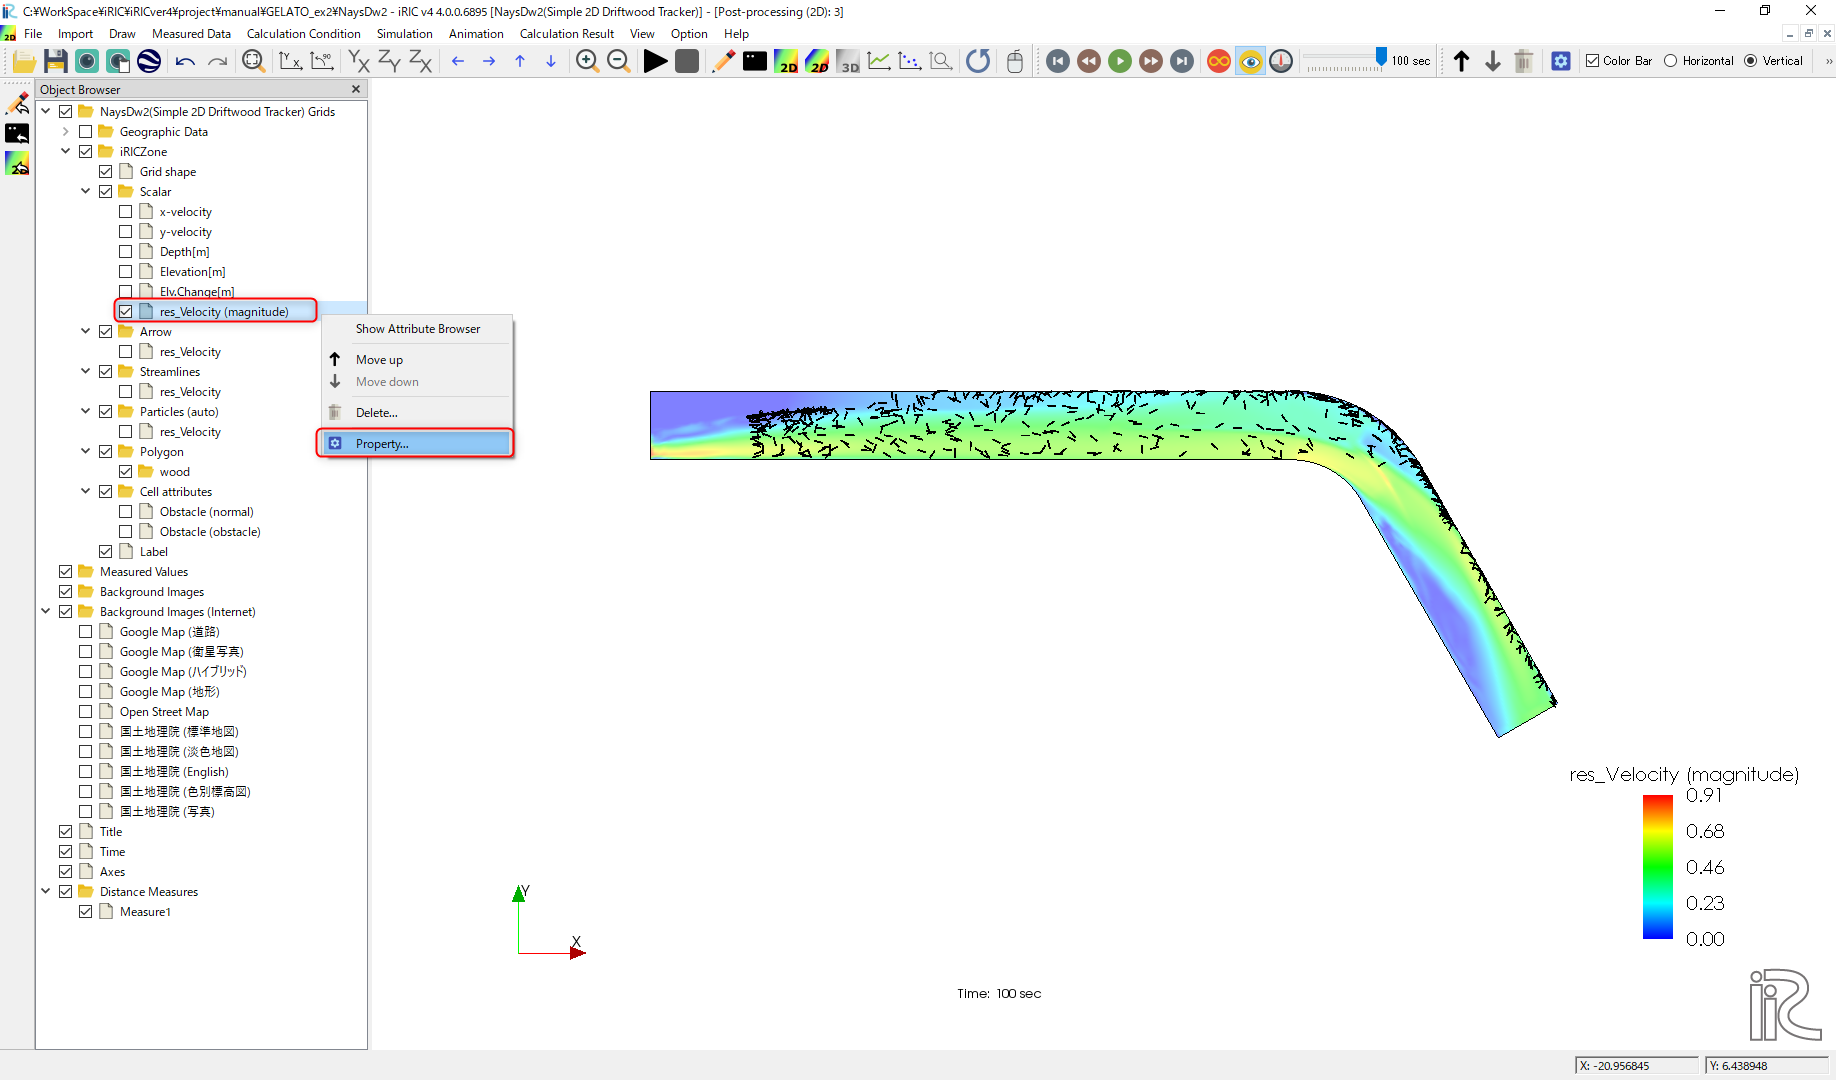 C:¥WorkSpace¥iRIC¥iRICver4¥project¥manual¥GELATO_ex2¥NaysDw2 - iRIC v4 4.0.0.6895 [NaysDw2(Simple 2D Driftwood Tracker)] - [Post-processing (2D): 3]
File Import Draw Measured Data Calculation Condition Simulation Animation Calculation Result View Option Help
100 sec Color Bar Horizontal Vertical
Object Browser
NaysDw2(Simple 2D Driftwood Tracker) Grids
Geographic Data
iRICZone
Grid shape
Scalar
x-velocity
y-velocity
Depth[m]
Elevation[m]
Elv.Change[m]
res_Velocity (magnitude)
Arrow
res_Velocity
Streamlines
res_Velocity
Particles (auto)
res_Velocity
Polygon
wood
Cell attributes
Obstacle (normal)
Obstacle (obstacle)
Label
Measured Values
Background Images
Background Images (Internet)
Google Map (道路)
Google Map (衛星写真)
Google Map (ハイブリッド)
Google Map (地形)
Open Street Map
国土地理院 (標準地図)
国土地理院 (淡色地図)
国土地理院 (English)
国土地理院 (色別標高図)
国土地理院 (写真)
Title
Time
Axes
Distance Measures
Measure1
Show Attribute Browser
Move up
Move down
Delete...
Property...
Y
X
Time: 100 sec
res_Velocity (magnitude)
0.91
0.68
0.46
0.23
0.00
iRIC
X: -20.956845
Y: 6.438948